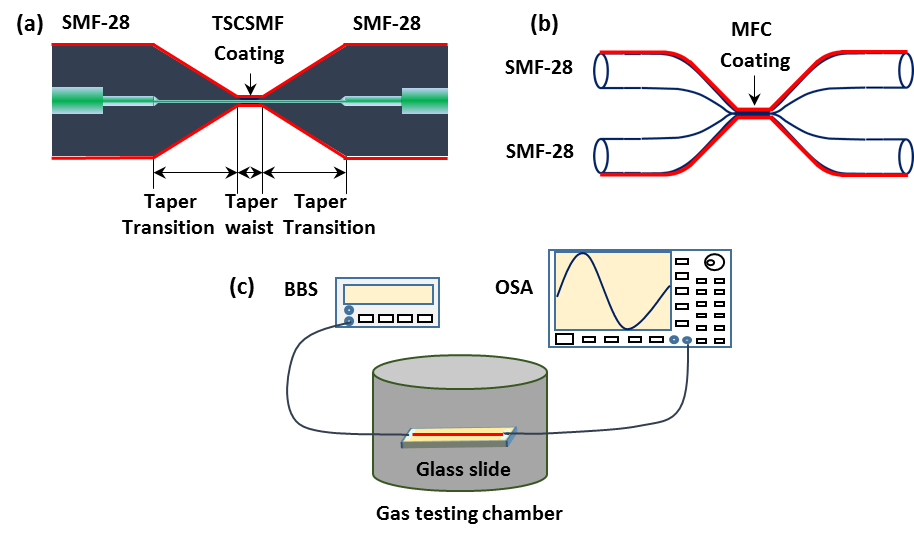 (a)
SMF-28
TSCSMF
Coating
SMF-28
Taper
Transition
Taper
waist
Taper
Transition
(b)
SMF-28
SMF-28
MFC
Coating
(c)
BBS
OSA
Glass slide
Gas testing chamber